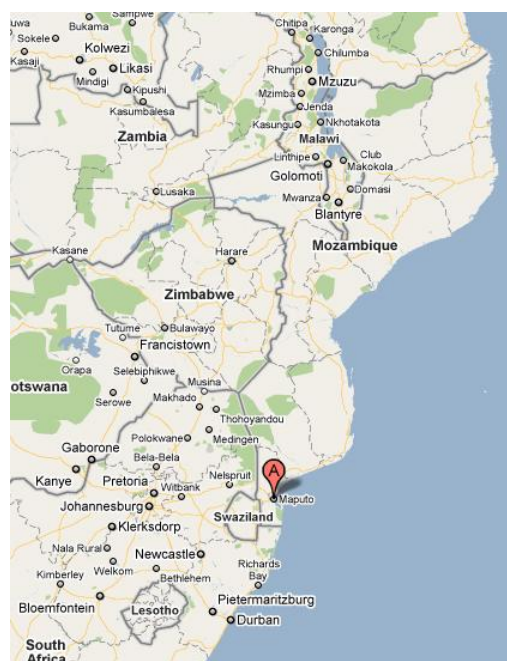 Bukama
Sampwe
Chitipa
Karonga
Sokele
Kolwezi
Chilumba
Kasaji
Likasi
Mindigi
Kipushi
Rhumpi
Mzuzu
Mzimba
Kasumbalesa
Jenda
Zambia
Kasungu
Nkhotakota
Malawi
Linthipe
Club
Makokola
Golomoti
Lusaka
Mwanza
Domasi
Blantyre
Kasane
Harare
Mozambique
Zimbabwe
Tutume
Bulawayo
Francistown
Orapa
Selebiphikwe
otswana
Serowe
Musina
Makhado
Thohoyandou
Polokwane
Medingen
Gaborone
Bela-Bela
Kanye
Pretoria
Witbank
Nelspruit
A
Maputo
Johannesburg
Swaziland
Klerksdorp
Nala Rural
Newcastle
Welkom
Richards
Bay
Kimberley
Bethlehem
Bloemfontein
Lesotho
Pietermaritzburg
Durban
South
Africa